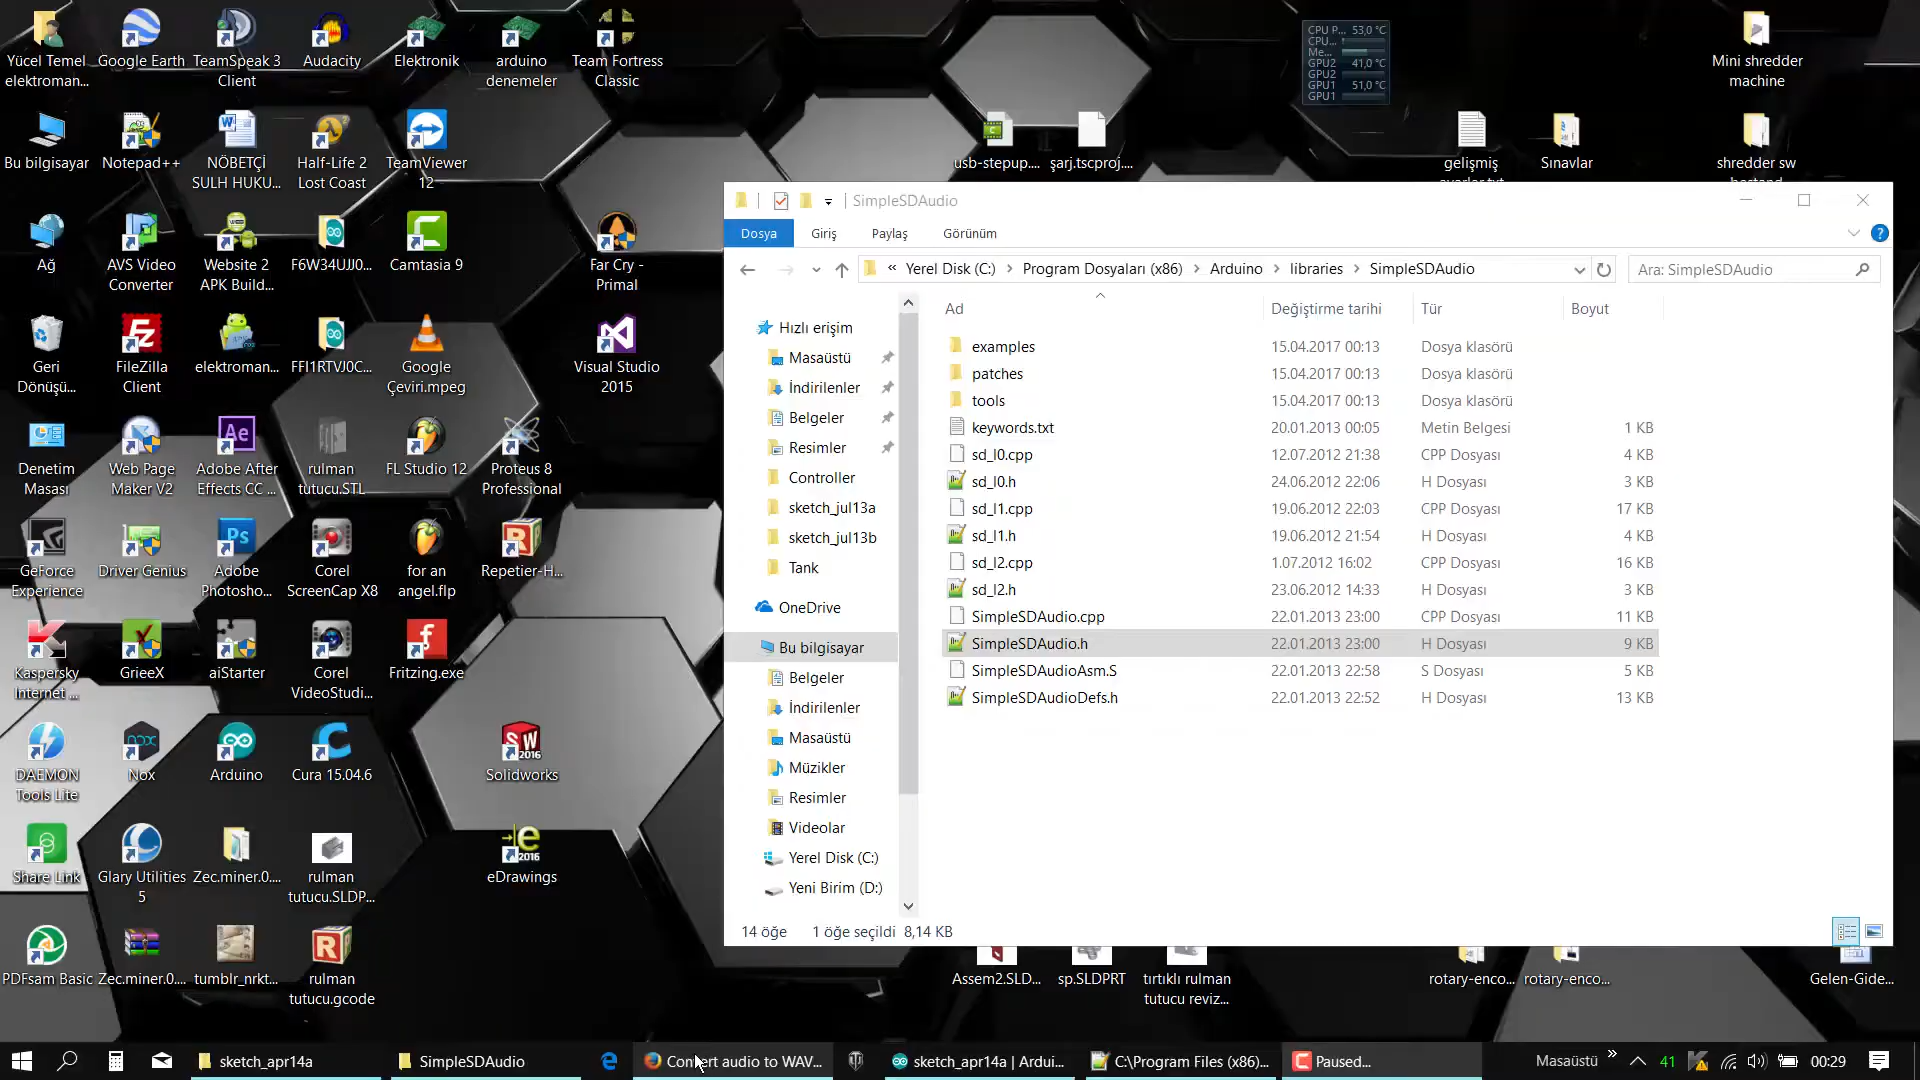 Yücel Temel
elektroman...
Google Earth
TeamSpeak 3
Client
Audacity
Elektronik
arduino
denemeler
Team Fortress
Classic
CPU P... 53,0 °C
CPU...
Me...
GPU2 41,0 °C
GPU2
GPU1 51,0 °C
GPU1
Mini shredder
machine
Bu bilgisayar
Notepad++
NÖBETÇİ
SULH HUKU...
Half-Life 2
Lost Coast
TeamViewer
12
usb-stepup....
şarj.tscproj....
gelişmiş
Sınavlar
shredder sw
Ağ
AVS Video
Converter
Website 2
APK Build...
F6W34UJJ0...
Camtasia 9
Far Cry -
Primal
Geri
Dönüşü...
FileZilla
Client
elektroman...
FFI1RTVJ0C...
Google
Çeviri.mpeg
Visual Studio
2015
Denetim
Masası
Web Page
Maker V2
Adobe After
Effects CC ...
rulman
tutucu.STL
FL Studio 12
Proteus 8
Professional
GeForce
Experience
Driver Genius
Adobe
Photosho...
Corel
ScreenCap X8
for an
angel.flp
Repetier-H...
Kaspersky
Internet ...
GrieeX
aiStarter
Corel
VideoStudi...
Fritzing.exe
DAEMON
Tools Lite
Nox
Arduino
Cura 15.04.6
Solidworks
Share Link
Glary Utilities
5
Zec.miner.0....
rulman
tutucu.SLDP...
eDrawings
PDFsam Basic
Zec.miner.0....
tumblr_nrkt...
rulman
tutucu.gcode
Assem2.SLD...
sp.SLDPRT
tırtıklı rulman
tutucu reviz...
rotary-enco...
rotary-enco...
Gelen-Gide...
SimpleSDAudio
Dosya
Giriş
Paylaş
Görünüm
« Yerel Disk (C:) > Program Dosyaları (x86) > Arduino > libraries > SimpleSDAudio
Ara: SimpleSDAudio
Hızlı erişim
Masaüstü
İndirilenler
Belgeler
Resimler
Controller
sketch_jul13a
sketch_jul13b
Tank
OneDrive
Bu bilgisayar
Belgeler
İndirilenler
Masaüstü
Müzikler
Resimler
Videolar
Yerel Disk (C:)
Yeni Birim (D:)
Ad Değiştirme tarihi Tür Boyut
examples 15.04.2017 00:13 Dosya klasörü
patches 15.04.2017 00:13 Dosya klasörü
tools 15.04.2017 00:13 Dosya klasörü
keywords.txt 20.01.2013 00:05 Metin Belgesi 1 KB
sd_l0.cpp 12.07.2012 21:38 CPP Dosyası 4 KB
sd_l0.h 24.06.2012 22:06 H Dosyası 3 KB
sd_l1.cpp 19.06.2012 22:03 CPP Dosyası 17 KB
sd_l1.h 19.06.2012 21:54 H Dosyası 4 KB
sd_l2.cpp 1.07.2012 16:02 CPP Dosyası 16 KB
sd_l2.h 23.06.2012 14:33 H Dosyası 3 KB
SimpleSDAudio.cpp 22.01.2013 23:00 CPP Dosyası 11 KB
SimpleSDAudio.h 22.01.2013 23:00 H Dosyası 9 KB
SimpleSDAudioAsm.S 22.01.2013 22:58 S Dosyası 5 KB
SimpleSDAudioDefs.h 22.01.2013 22:52 H Dosyası 13 KB
14 öğe 1 öğe seçildi 8,14 KB
sketch_apr14a
SimpleSDAudio
Convert audio to WAV...
sketch_apr14a | Ardui...
C:\Program Files (x86)...
Paused...
Masaüstü
41
00:29